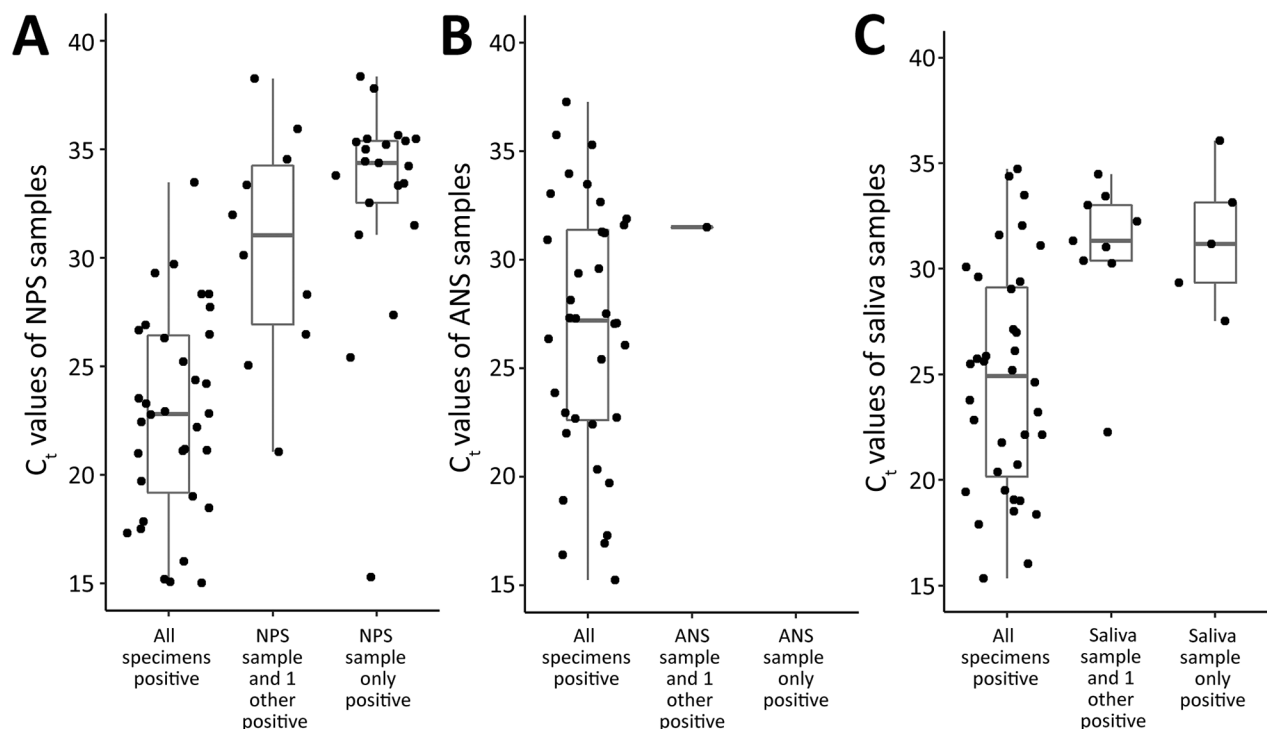 A
Ct values of NPS samples
40
35
30
25
20
15
All
specimens
positive
NPS
sample
and 1
other
positive
NPS
sample
only
positive
B
Ct values of ANS samples
40
35
30
25
20
15
All
specimens
positive
ANS
sample
and 1
other
positive
ANS
sample
only
positive
C
Ct values of saliva samples
40
35
30
25
20
15
All
specimens
positive
Saliva
sample
and 1
other
positive
Saliva
sample
only
positive